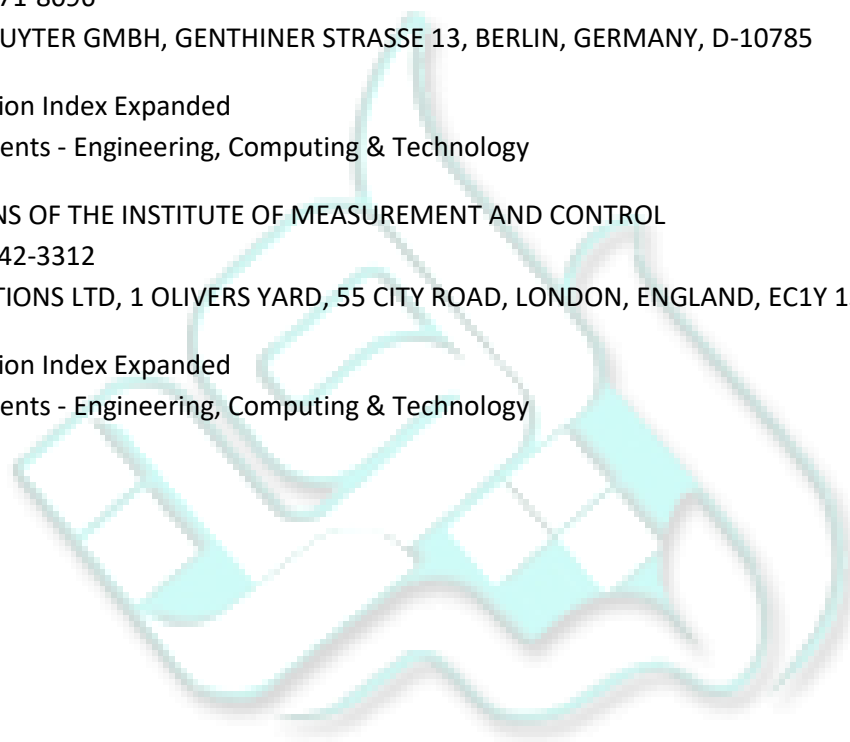 UYTER GMBH, GENTHINER STRASSE 13, BERLIN, GERMANY, D-10785
ion Index Expanded
ents - Engineering, Computing & Technology
NS OF THE INSTITUTE OF MEASUREMENT AND CONTROL
42-3312
TIONS LTD, 1 OLIVERS YARD, 55 CITY ROAD, LONDON, ENGLAND, EC1Y 1
ion Index Expanded
ents - Engineering, Computing & Technology